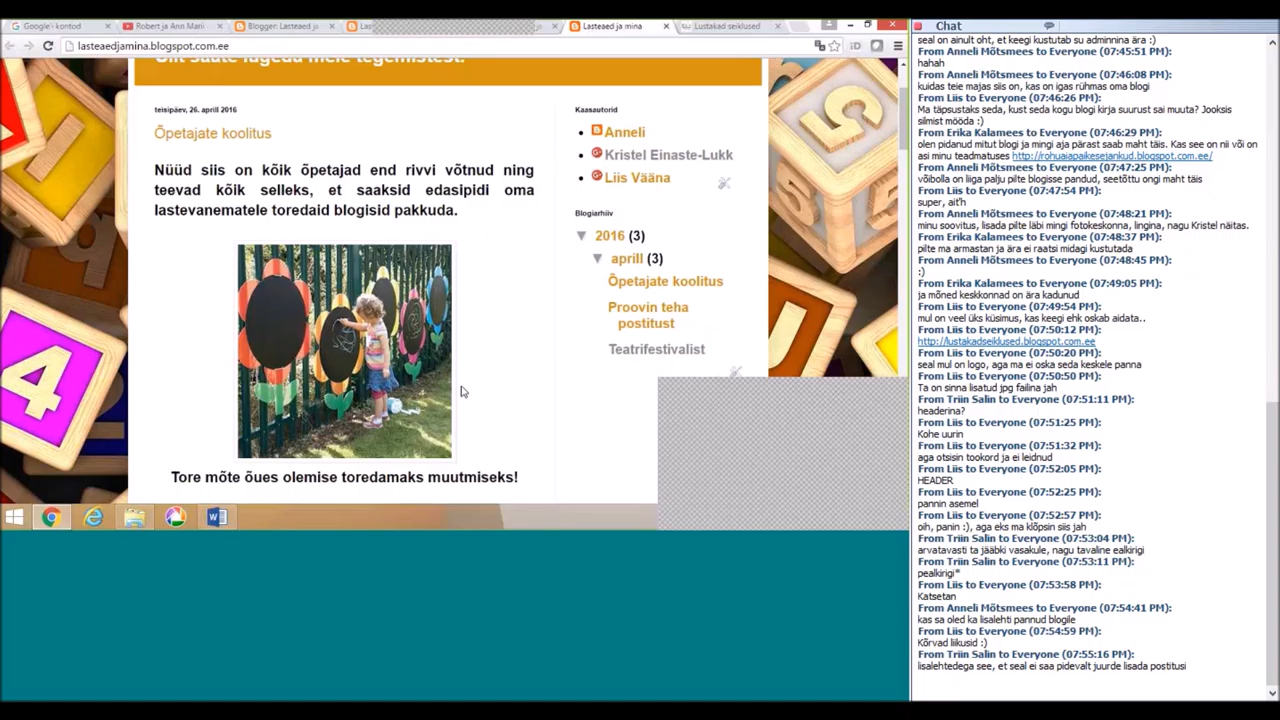 Google'i kontod
Robert ja Ann Marii
Blogger: Lasteaed ja
Lasteaed ja mina
Lustakad seiklused
lasteaedjamina.blogspot.com.ee
teisipäev, 26. aprill 2016
Õpetajate koolitus
Nüüd siis on kõik õpetajad end rivvi võtnud ning
teevad kõik selleks, et saaksid edasipidi oma
lastevanematele toredaid blogisid pakkuda.
Tore mõte õues olemise toredamaks muutmiseks!
Kaasautorid
Anneli
Kristel Einaste-Lukk
Liis Vääna
Blogiarhiiv
2016 (3)
aprill (3)
Õpetajate koolitus
Proovin teha
postitust
Teatrifestivalist
5
4
Chat
seal on ainult oht, et keegi kustutab su adminnina ära :)
From Anneli Mõtsmees to Everyone (07:45:51 PM):
hahah
From Anneli Mõtsmees to Everyone (07:46:08 PM):
kuidas teie majas siis on, kas on igas rühmas oma blogi
From Liis to Everyone (07:46:26 PM):
Ma täpsustaks seda, kust seda kogu blogi kirja suurust sai muuta? Jooksis
silmist mööda :)
From Erika Kalamees to Everyone (07:46:29 PM):
olen pidanud mitut blogi ja mingi aja pärast saab maht täis. Kas see on nii või on
asi minu teadmatuses http://rohuaiapaikesejankud.blogspot.com.ee/
From Anneli Mõtsmees to Everyone (07:47:25 PM):
võibolla on liiga palju pilte blogisse pandud, seetõttu ongi maht täis
From Liis to Everyone (07:47:54 PM):
super, ait'h
From Anneli Mõtsmees to Everyone (07:48:21 PM):
minu soovitus, lisada pilte läbi mingi fotokeskonna, lingina, nagu Kristel näitas.
From Erika Kalamees to Everyone (07:48:37 PM):
pilte ma armastan ja ära ei raatsi midagi kustutada
From Anneli Mõtsmees to Everyone (07:48:45 PM):
:)
From Erika Kalamees to Everyone (07:49:05 PM):
ja mõned keskkonnad on ära kadunud
From Liis to Everyone (07:49:54 PM):
mul on veel üks küsimus, kas keegi ehk oskab aidata..
From Liis to Everyone (07:50:12 PM):
http://lustakadseiklused.blogspot.com.ee
From Liis to Everyone (07:50:20 PM):
seal mul on logo, aga ma ei oska seda keskele panna
From Liis to Everyone (07:50:50 PM):
Ta on sinna lisatud jpg failina jah
From Triin Salin to Everyone (07:51:11 PM):
headerina?
From Liis to Everyone (07:51:25 PM):
Kohe uurin
From Liis to Everyone (07:51:32 PM):
aga otsisin tookord ja ei leidnud
From Liis to Everyone (07:52:05 PM):
HEADER
From Liis to Everyone (07:52:25 PM):
pannin asemel
From Liis to Everyone (07:52:57 PM):
oih, panin :), aga eks ma klõpsin siis jah
From Triin Salin to Everyone (07:53:04 PM):
arvatavasti ta jääbki vasakule, nagu tavaline ealkirigi
From Triin Salin to Everyone (07:53:11 PM):
pealkirigi*
From Liis to Everyone (07:53:58 PM):
Katsetan
From Anneli Mõtsmees to Everyone (07:54:41 PM):
kas sa oled ka lisalehti pannud blogile
From Liis to Everyone (07:54:59 PM):
Kõrvad liikusid :)
From Triin Salin to Everyone (07:55:16 PM):
lisalehtedega see, et seal ei saa pidevalt juurde lisada postitusi